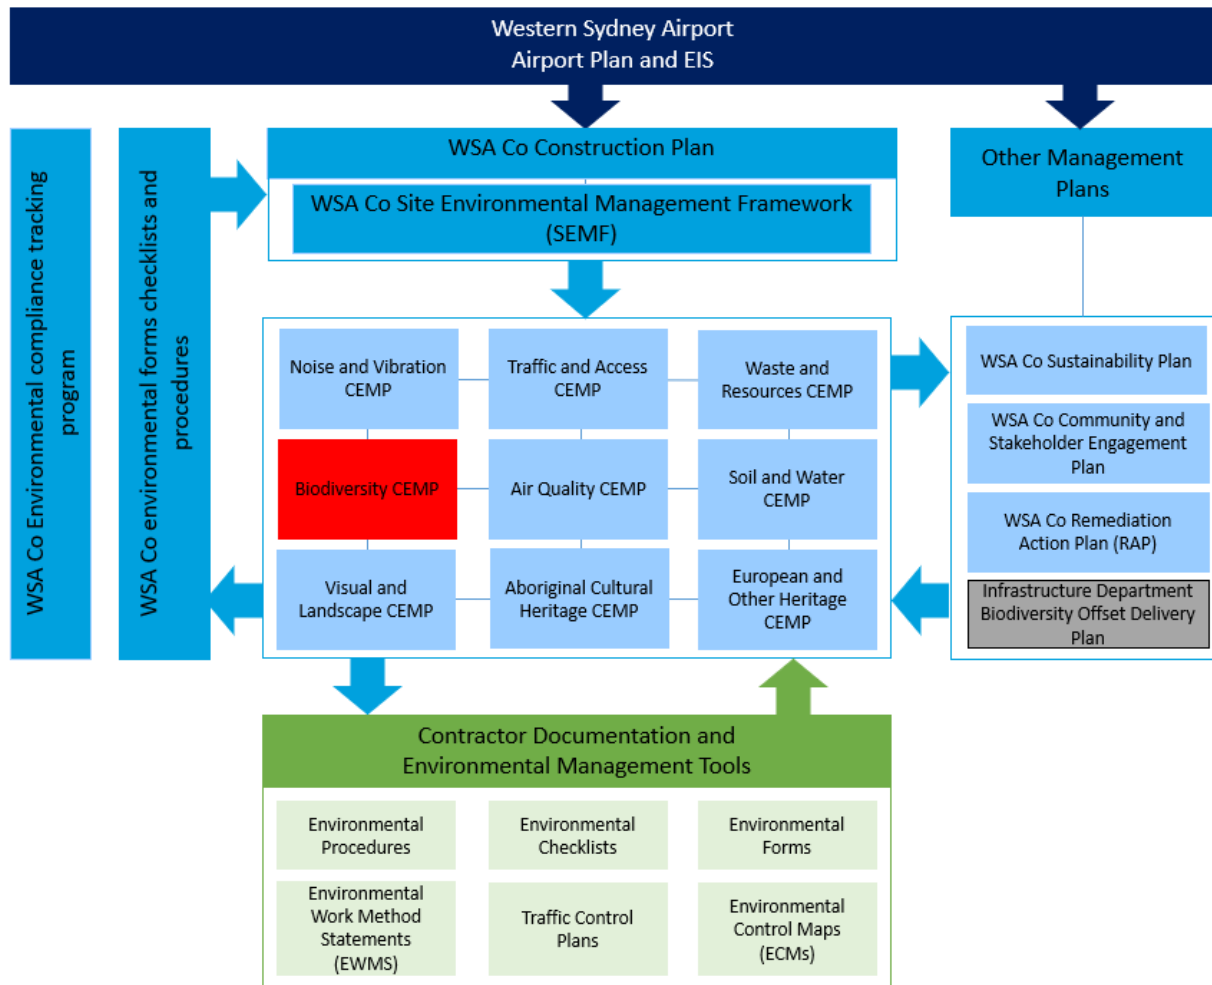 Western Sydney Airport
Airport Plan and EIS
WSA Co Environmental compliance tracking
program
WSA Co environmental forms checklists and
procedures
WSA Co Construction Plan
WSA Co Site Environmental Management Framework
(SEMF)
Other Management
Plans
Noise and Vibration
CEMP
Traffic and Access
CEMP
Waste and
Resources CEMP
Biodiversity CEMP
Air Quality CEMP
Soil and Water
CEMP
Visual and
Landscape CEMP
Aboriginal Cultural
Heritage CEMP
European and
Other Heritage
CEMP
WSA Co Sustainability Plan
WSA Co Community and
Stakeholder Engagement
Plan
WSA Co Remediation
Action Plan (RAP)
Infrastructure Department
Biodiversity Offset Delivery
Plan
Contractor Documentation and
Environmental Management Tools
Environmental
Procedures
Environmental
Checklists
Environmental
Forms
Environmental
Work Method
Statements
(EWMS)
Traffic Control
Plans
Environmental
Control Maps
(ECMs)